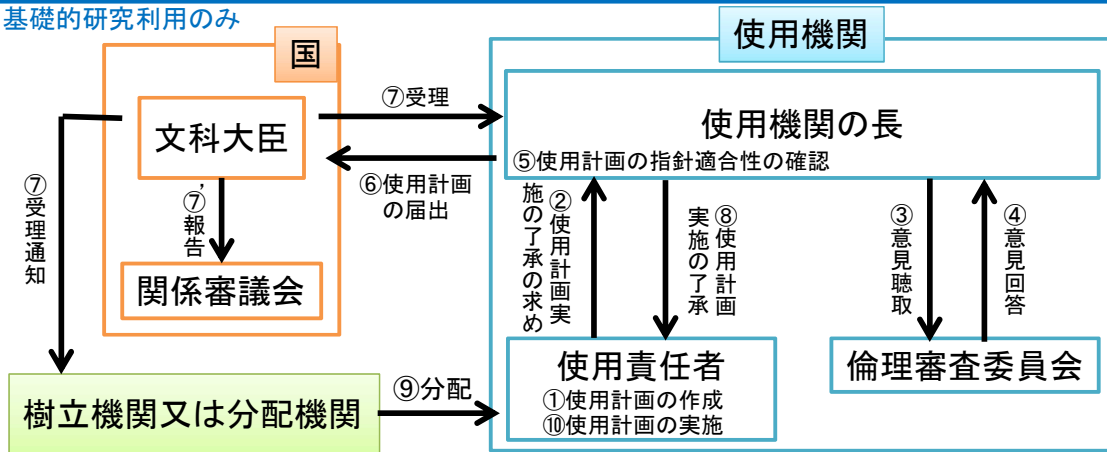 基礎的研究利用のみ
国
使用機関
文科大臣
⑦受理
使用機関の長
⑤使用計画の指針適合性の確認
⑥使用計画
の届出
⑦受理通知
⑦’報告
関係審議会
②使用計画実
施の了承の求め
⑧使用計画
実施の了承
③意見聴取
④意見回答
使用責任者
①使用計画の作成
⑩使用計画の実施
倫理審査委員会
樹立機関又は分配機関
⑨分配